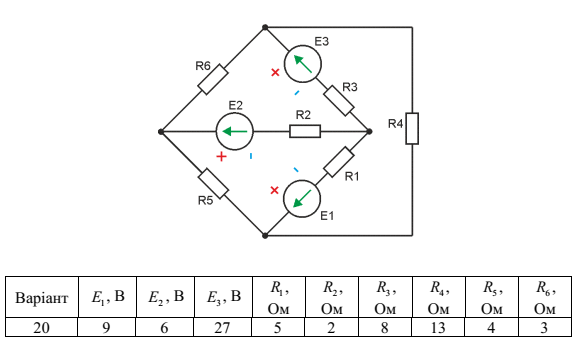 E3
R6
R3
E2
R2
R4
R1
R5
E1
Варіант E₁, В E₂, В E₃, В R₁, Ом R₂, Ом R₃, Ом R₄, Ом R₅, Ом R₆, Ом
20 9 6 27 5 2 8 13 4 3